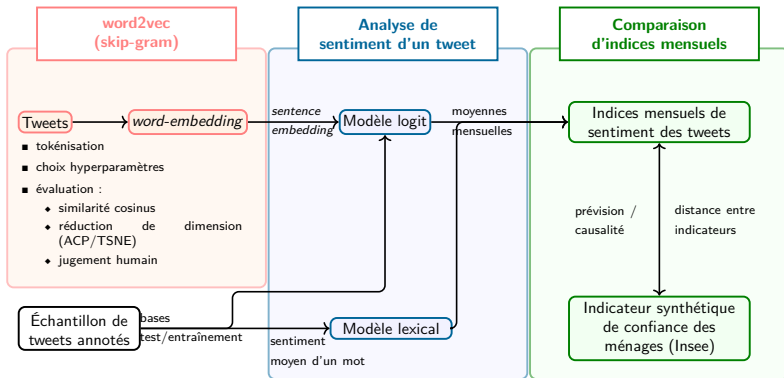 word2vec
(skip-gram)
Analyse de
sentiment d'un tweet
Comparaison
d'indices mensuels
Tweets
word-embedding
sentence
embedding
Modèle logit
moyennes
mensuelles
Indices mensuels de
sentiment des tweets
tokénisation
choix hyperparamètres
évaluation :
similarité cosinus
réduction de dimension
(ACP/TSNE)
jugement humain
prévision /
causalité
distance entre
indicateurs
Échantillon de
tweets annotés
bases
test/entraînement
sentiment
moyen d'un mot
Modèle lexical
Indicateur synthétique
de confiance des
ménages (Insee)